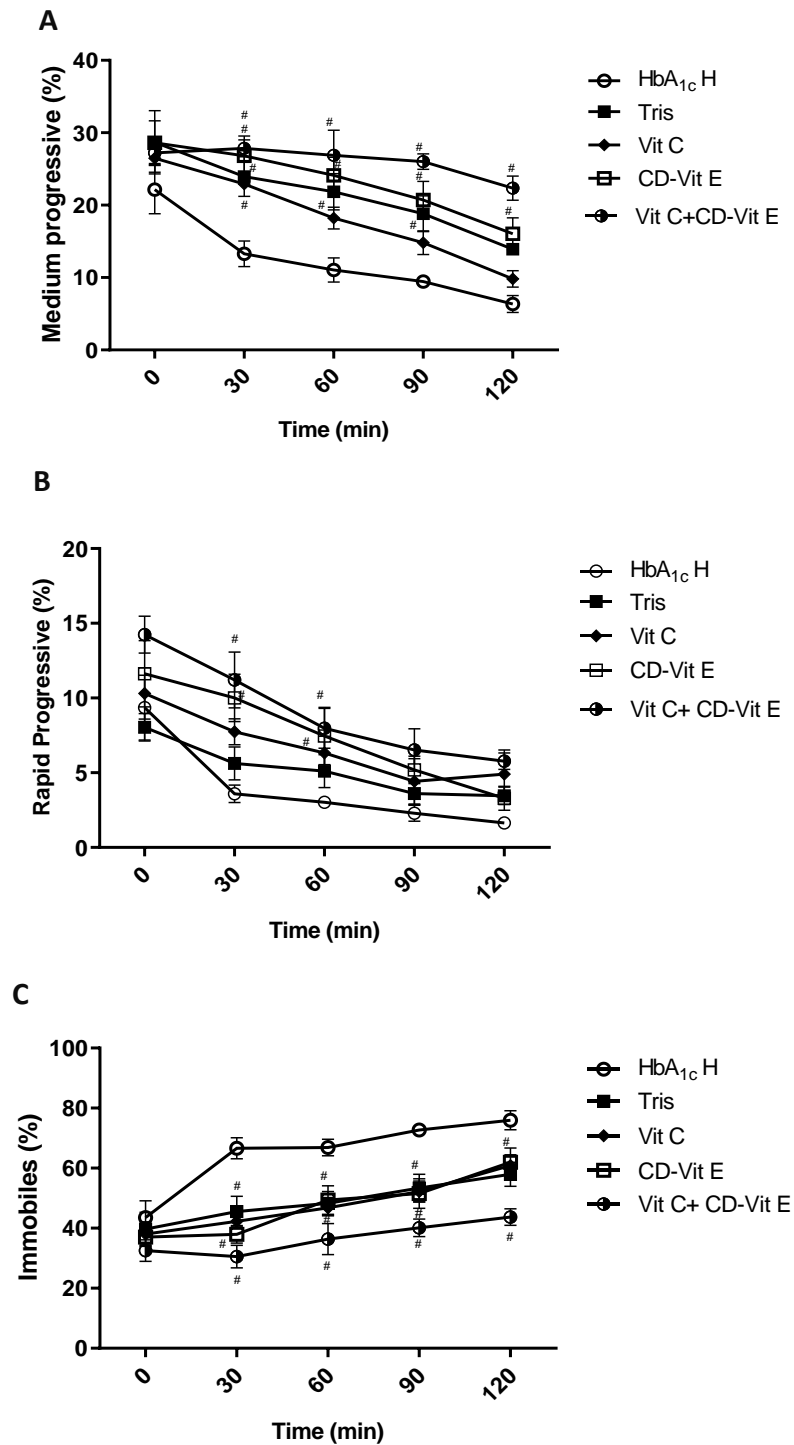 A
Medium progressive (%)
40
30
20
10
0
# # # # #
# # #
# # #
# # #
0 30 60 90 120
Time (min)
HbA1c H
Tris
Vit C
CD-Vit E
Vit C+CD-Vit E
B
Rapid Progressive (%)
20
15
10
5
0
# #
# #
0 30 60 90 120
Time (min)
HbA1c H
Tris
Vit C
CD-Vit E
Vit C+ CD-Vit E
C
Immobiles (%)
100
80
60
40
20
0
# # # #
# # #
# # # #
0 30 60 90 120
Time (min)
HbA1c H
Tris
Vit C
CD-Vit E
Vit C+ CD-Vit E